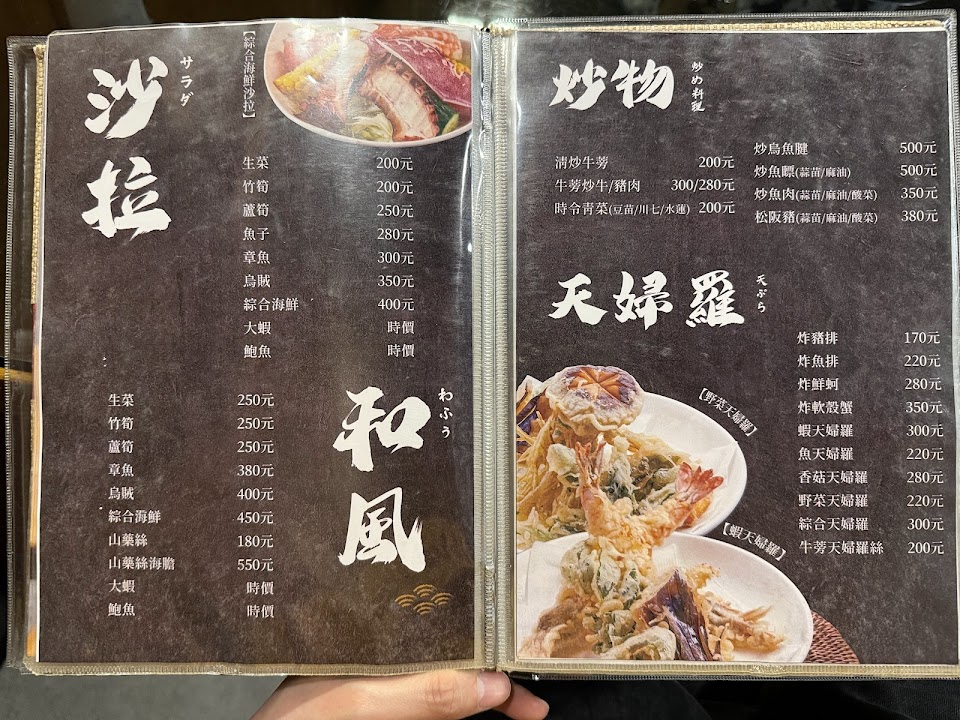 沙拉
サラダ
【綜合海鮮沙拉】
生菜 200元
竹筍 200元
蘆筍 250元
魚子 280元
章魚 300元
烏賊 350元
綜合海鮮 400元
大蝦 時價
鮑魚 時價
和風
わふう
生菜 250元
竹筍 250元
蘆筍 250元
章魚 380元
烏賊 400元
綜合海鮮 450元
山藥絲 180元
山藥絲海膽 550元
大蝦 時價
鮑魚 時價
炒物
炒め料理
清炒牛蒡 200元
牛蒡炒牛/豬肉 300/280元
時令青菜(豆苗/川七/水蓮) 200元
炒烏魚腱 500元
炒魚鰾(蒜苗/麻油) 500元
炒魚肉(蒜苗/麻油/酸菜) 350元
松阪豬(蒜苗/麻油/酸菜) 380元
天婦羅
天ぷら
炸豬排 170元
炸魚排 220元
炸鮮蚵 280元
炸軟殼蟹 350元
蝦天婦羅 300元
魚天婦羅 220元
香菇天婦羅 280元
野菜天婦羅 220元
綜合天婦羅 300元
牛蒡天婦羅絲 200元
【野菜天婦羅】
【蝦天婦羅】